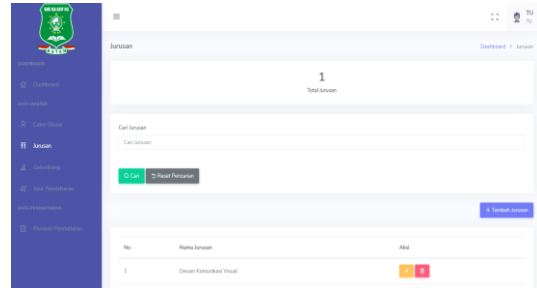 TU
Jurusan
Dashboard > Jurusan
1
Total Jurusan
Dashboard
Calon Siswa
Jurusan
Gelombang
Jalur Pendaftaran
Riwayat Pendaftaran
Cari Jurusan
Cari Jurusan
Cari
Reset Pencarian
+ Tambah Jurusan
No Nama Jurusan Aksi
1 Desain Komunikasi Visual